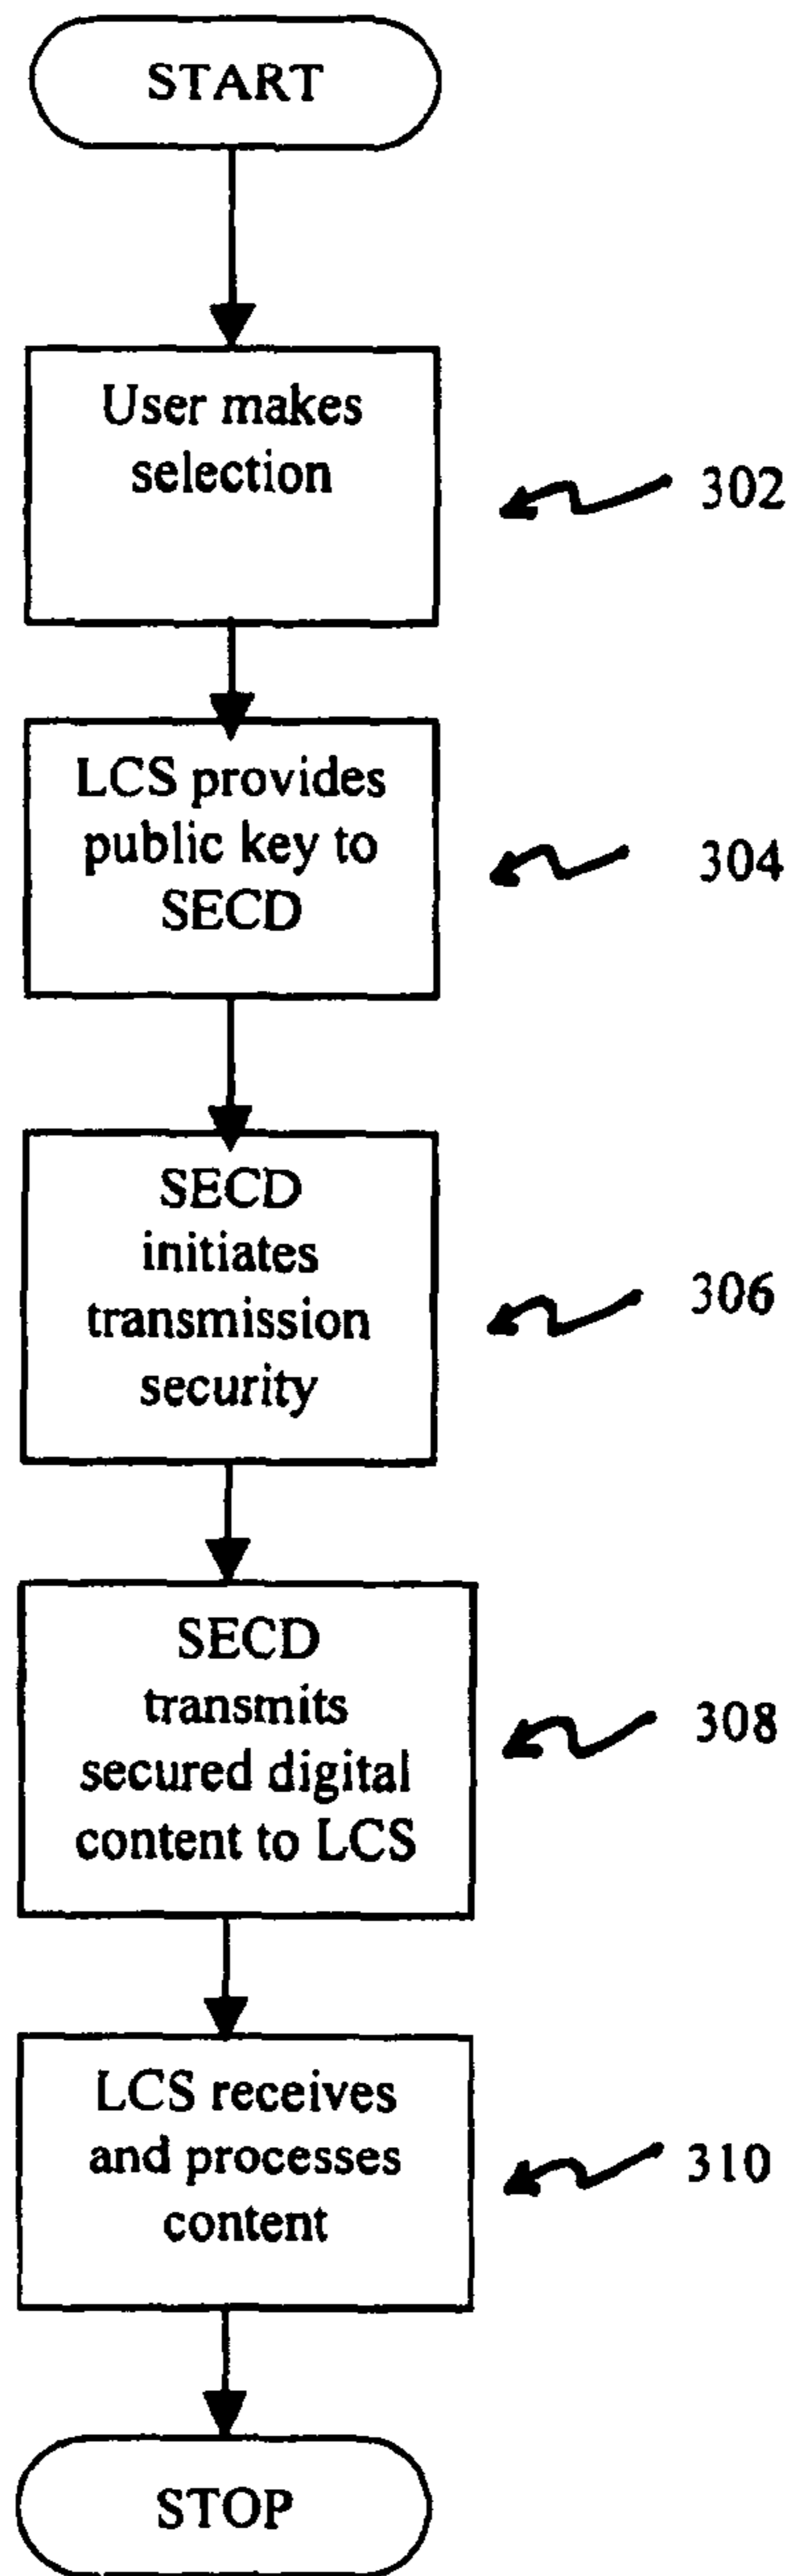 START
User makes
selection
302
LCS provides
public key to
SECD
304
SECD
initiates
transmission
security
306
SECD
transmits
secured digital
content to LCS
308
LCS receives
and processes
content
310
STOP